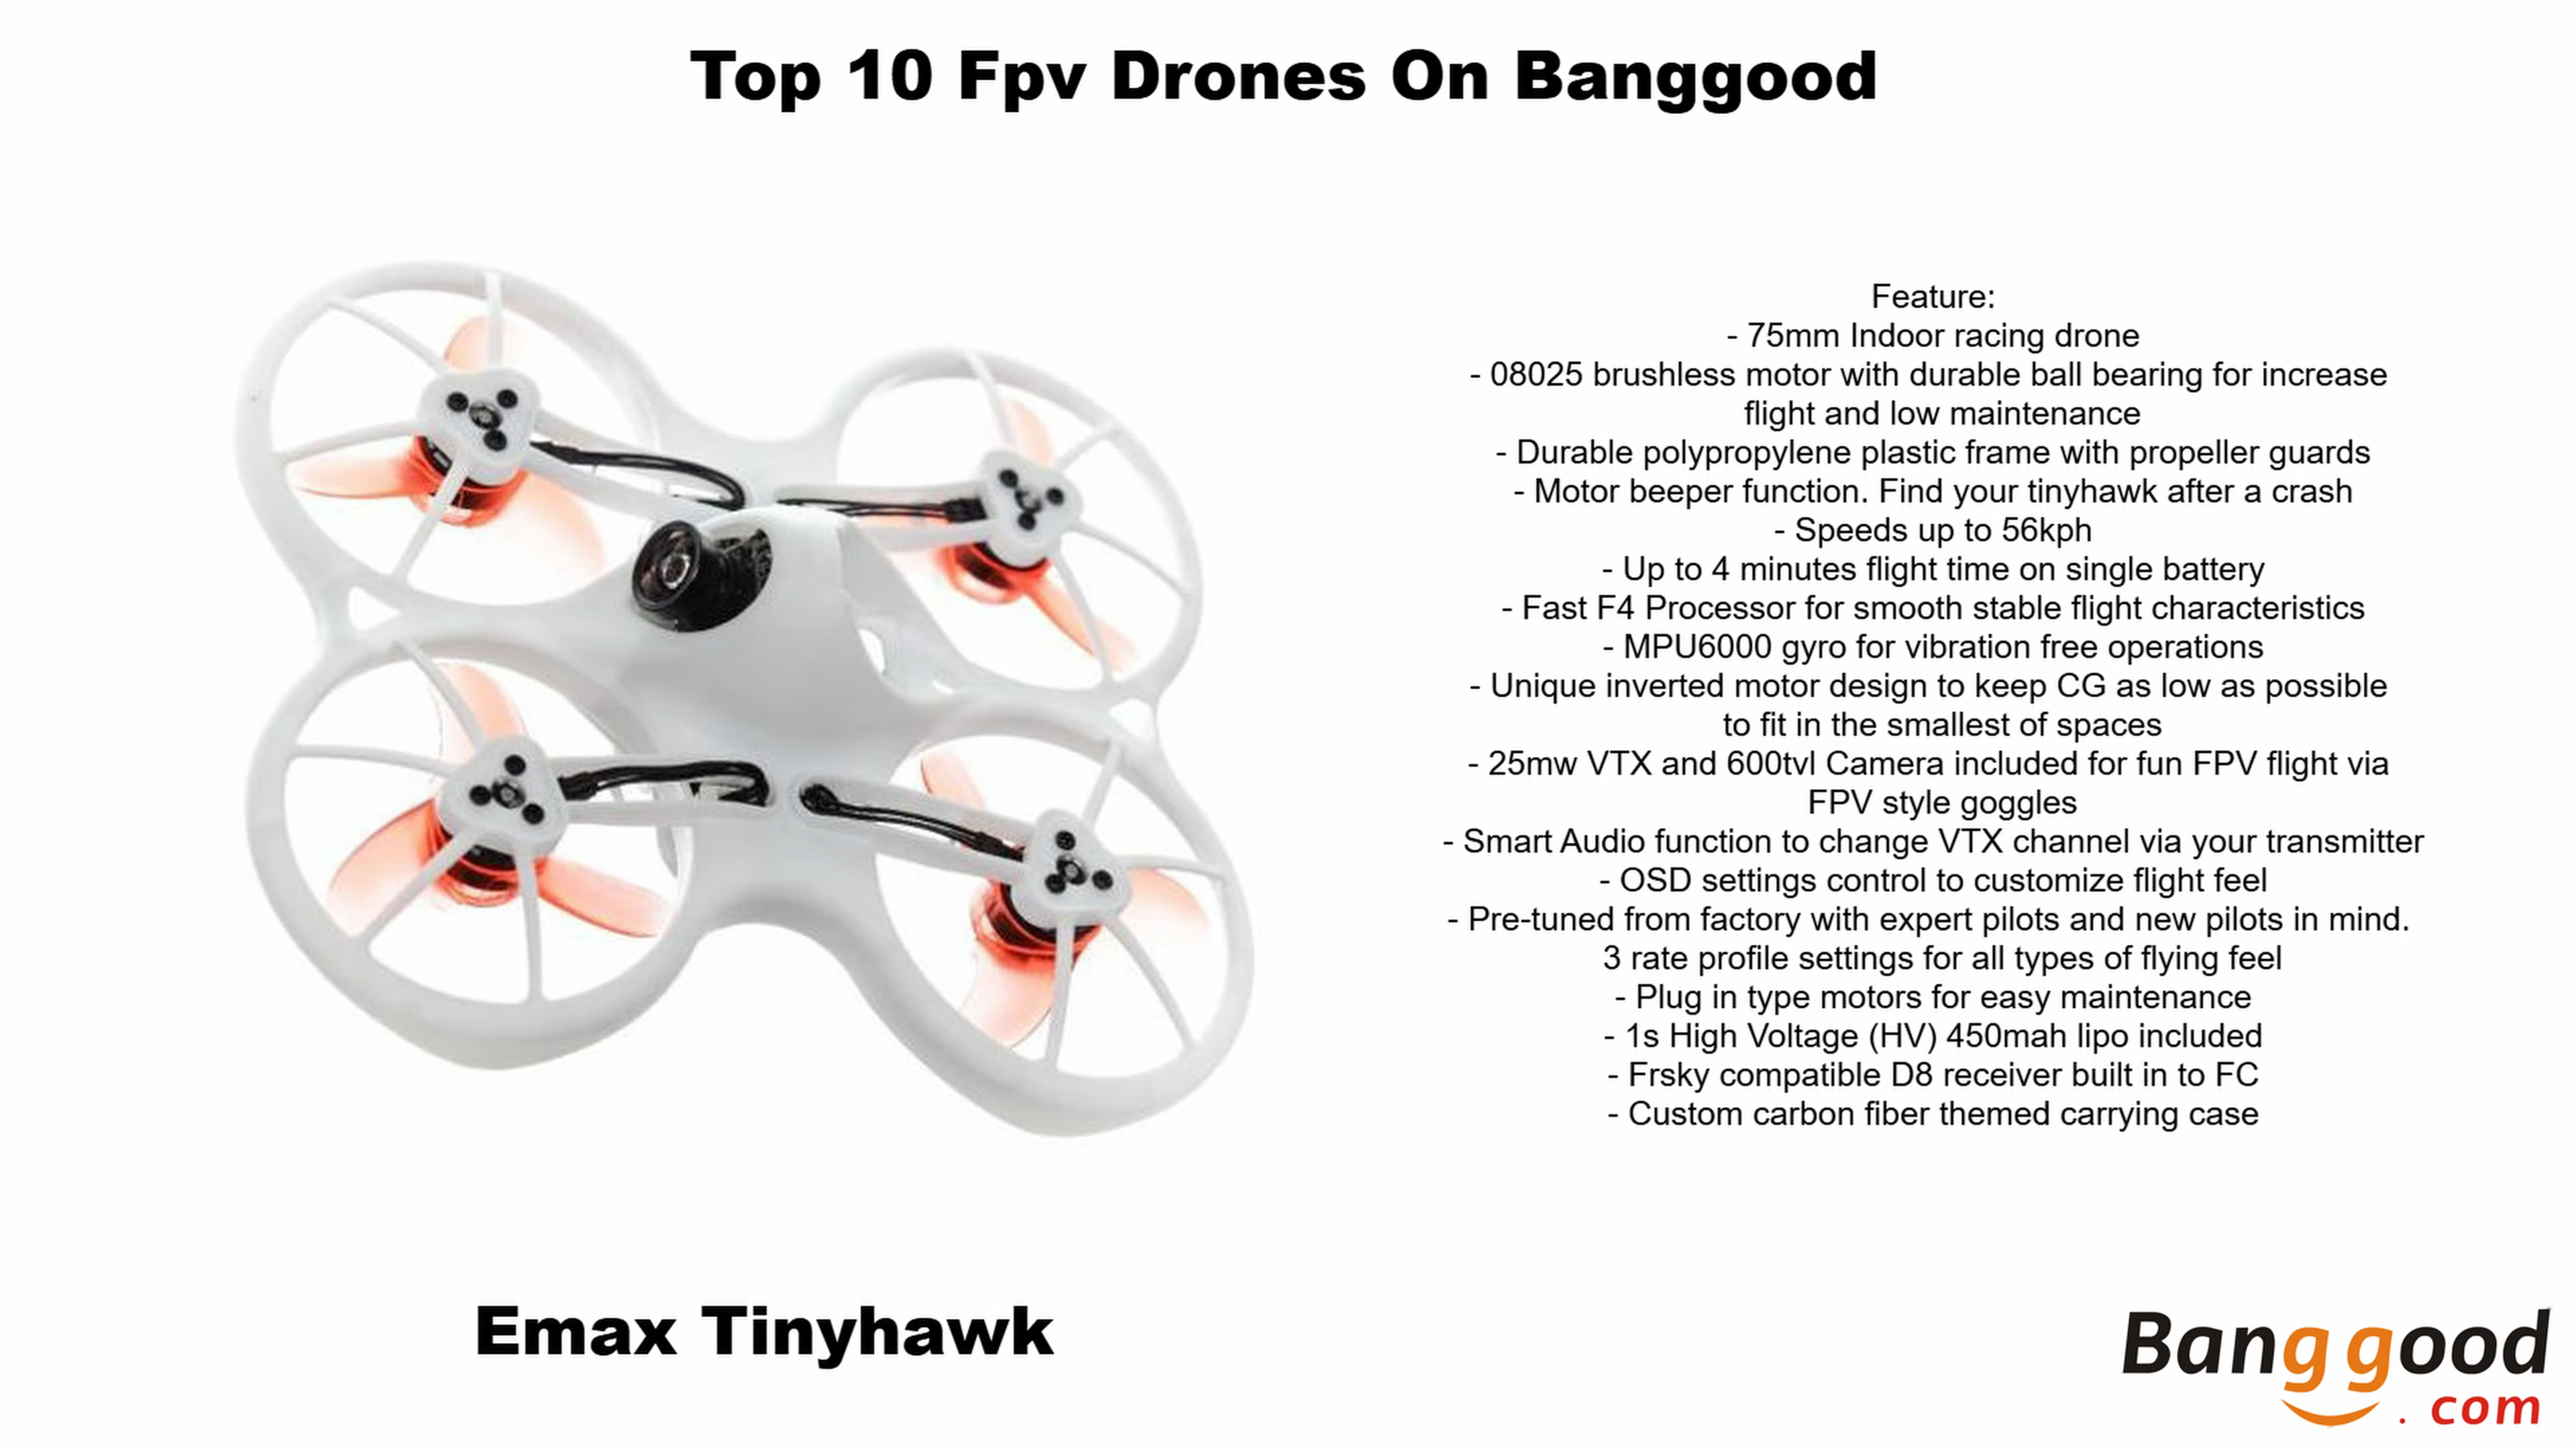 Top 10 Fpv Drones On Banggood
Feature:
- 75mm Indoor racing drone
- 08025 brushless motor with durable ball bearing for increase
flight and low maintenance
- Durable polypropylene plastic frame with propeller guards
- Motor beeper function. Find your tinyhawk after a crash
- Speeds up to 56kph
- Up to 4 minutes flight time on single battery
- Fast F4 Processor for smooth stable flight characteristics
- MPU6000 gyro for vibration free operations
- Unique inverted motor design to keep CG as low as possible
to fit in the smallest of spaces
- 25mw VTX and 600tvl Camera included for fun FPV flight via
FPV style goggles
- Smart Audio function to change VTX channel via your transmitter
- OSD settings control to customize flight feel
- Pre-tuned from factory with expert pilots and new pilots in mind.
3 rate profile settings for all types of flying feel
- Plug in type motors for easy maintenance
- 1s High Voltage (HV) 450mah lipo included
- Frsky compatible D8 receiver built in to FC
- Custom carbon fiber themed carrying case
Emax Tinyhawk
Banggood
.com